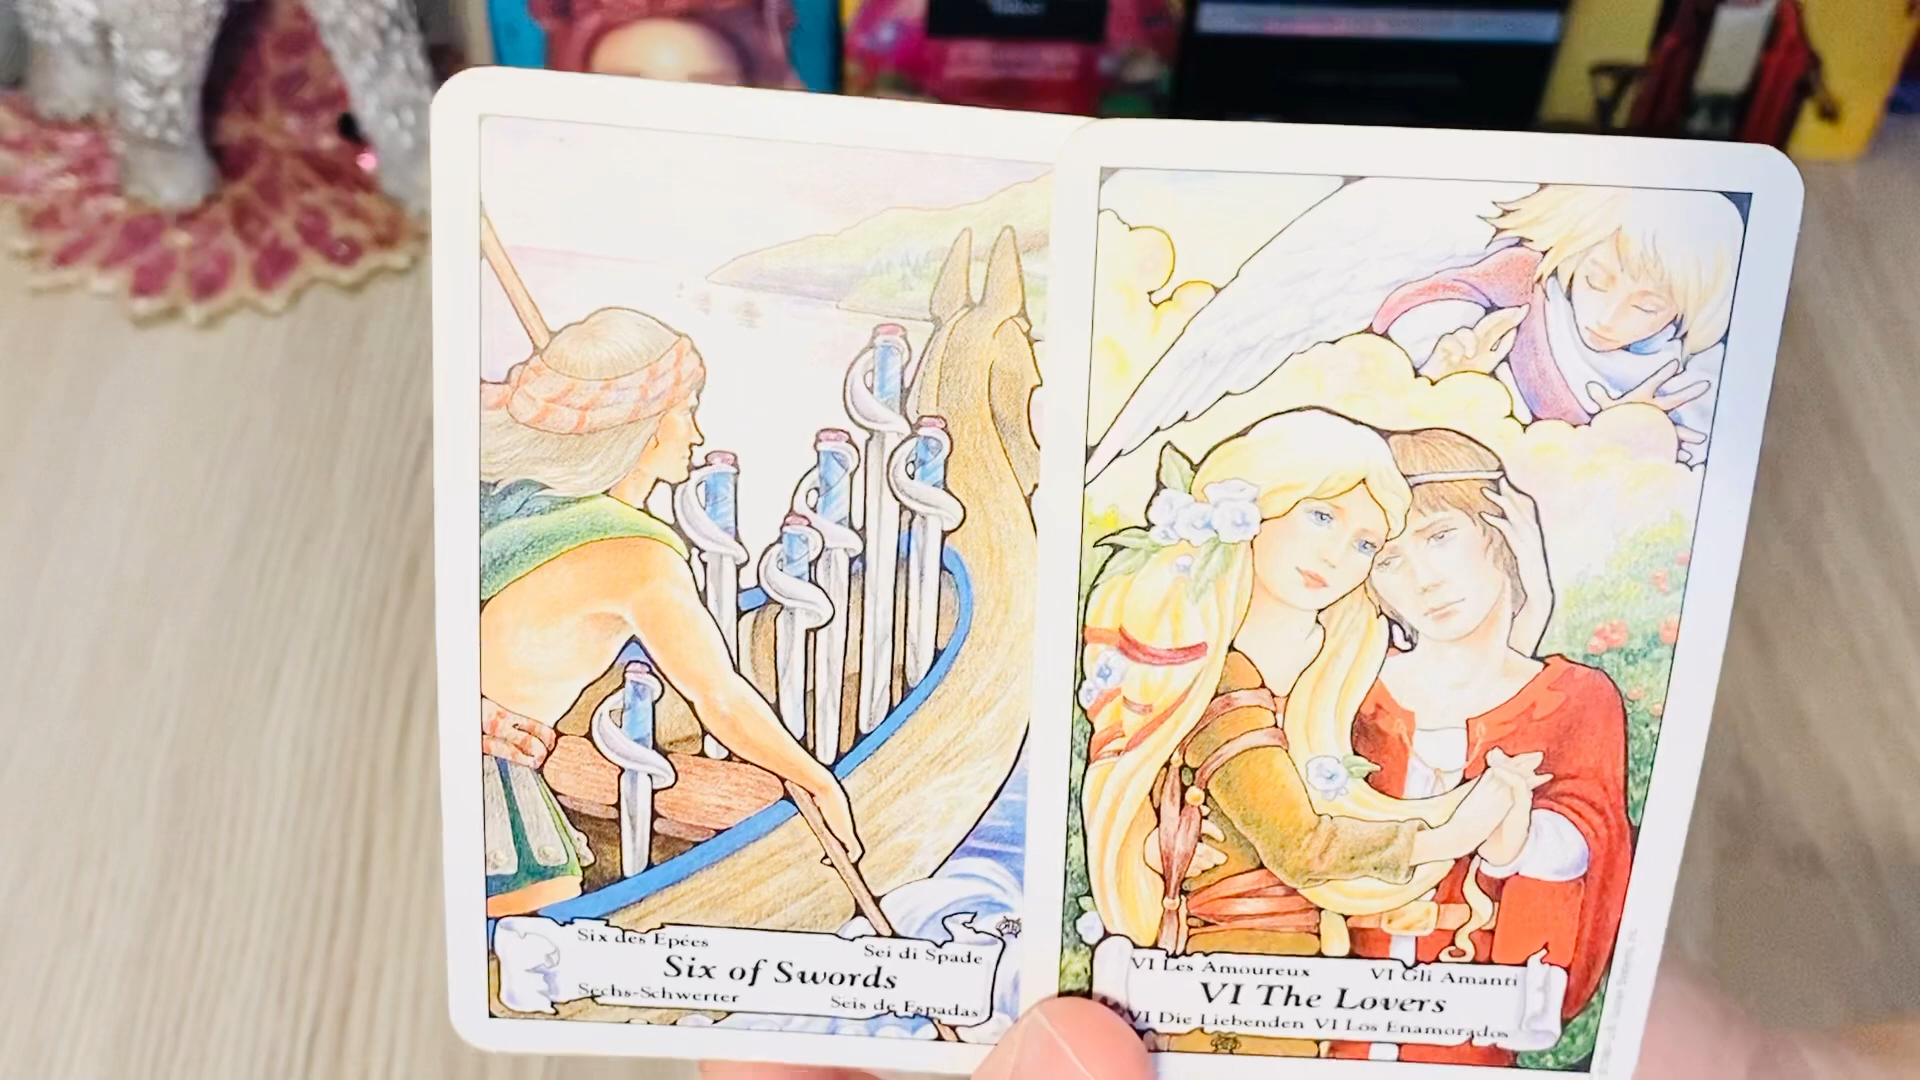 Six des Epées
Sei di Spade
Six of Swords
Sechs-Schwerter
Seis de Espadas
VI Les Amoureux
VI Gli Amanti
VI The Lovers
VI Die Liebenden
VI Los Enamorados